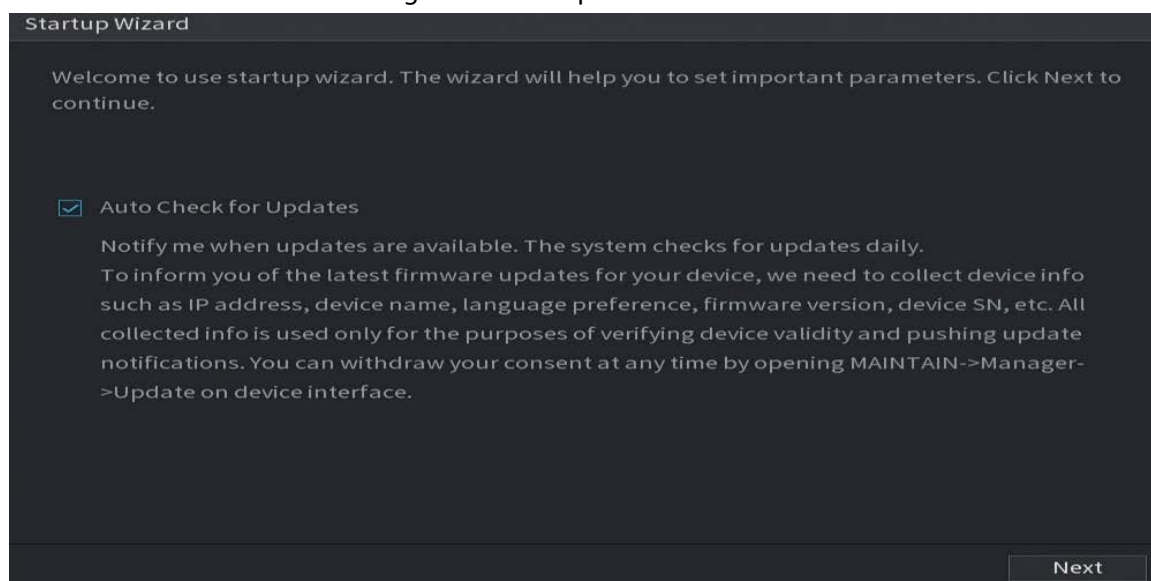 Startup Wizard
Welcome to use startup wizard. The wizard will help you to set important parameters. Click Next to
continue.
Auto Check for Updates
Notify me when updates are available. The system checks for updates daily.
To inform you of the latest firmware updates for your device, we need to collect device info
such as IP address, device name, language preference, firmware version, device SN, etc. All
collected info is used only for the purposes of verifying device validity and pushing update
notifications. You can withdraw your consent at any time by opening MAINTAIN->Manager-
>Update on device interface.
Next